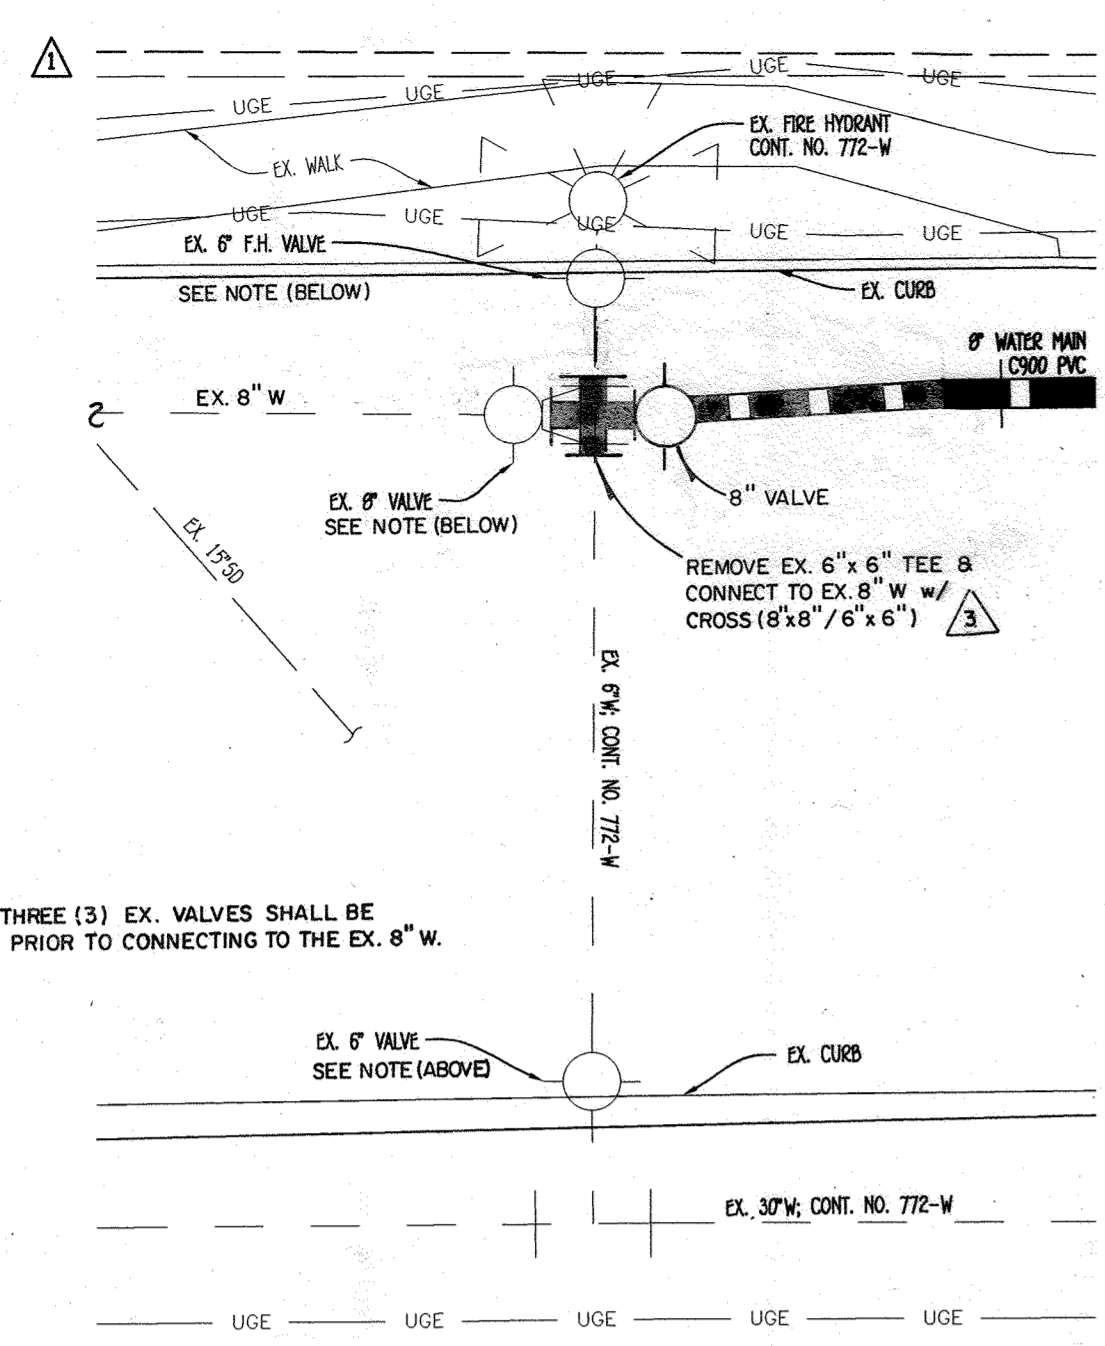 1
UGE
UGE
UGE
UGE
UGE
EX. FIRE HYDRANT
CONT. NO. 772-W
EX. WALK
UGE
UGE
UGE
UGE
UGE
EX. 6" F.H. VALVE
SEE NOTE (BELOW)
EX. CURB
8" WATER MAIN
C900 PVC
EX. 8" W
EX. 8" VALVE
SEE NOTE (BELOW)
8" VALVE
EX. 15"SD
REMOVE EX. 6"x 6" TEE &
CONNECT TO EX. 8" W w/
CROSS (8"x8"/6"x6")
3
EX. 6"W; CONT. NO. 772-W
THREE (3) EX. VALVES SHALL BE
PRIOR TO CONNECTING TO THE EX. 8" W.
EX. 6" VALVE
SEE NOTE (ABOVE)
EX. CURB
EX. 30"W; CONT. NO. 772-W
UGE
UGE
UGE
UGE
UGE